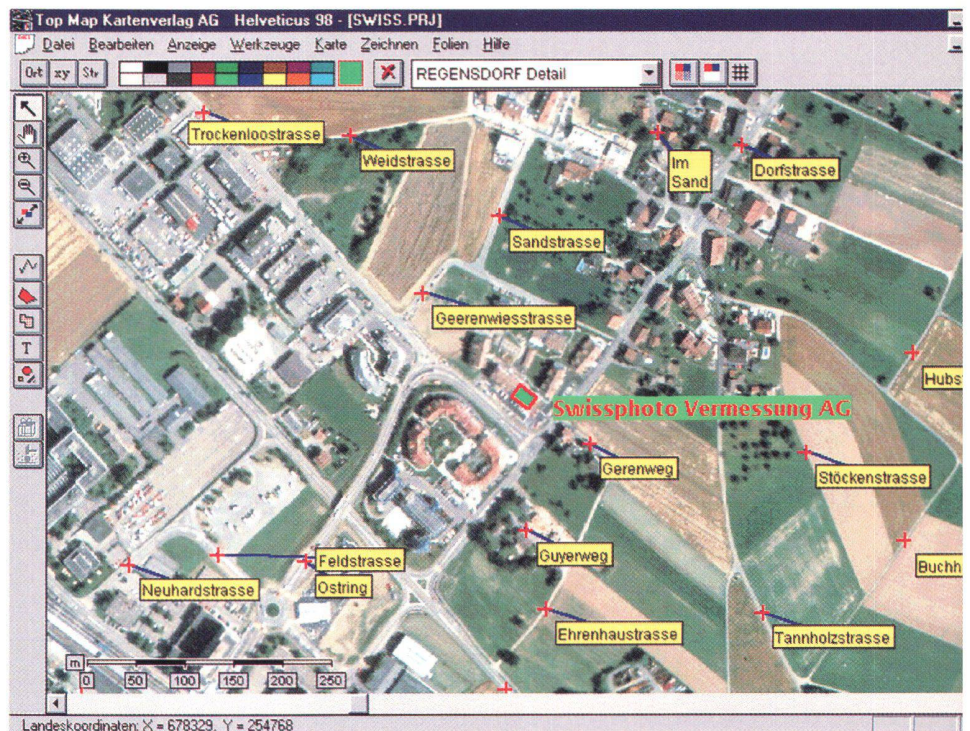 Top Map Kartenverlag AG Helveticus 98 - [SWISS.PRJ]
Datei Bearbeiten Anzeige Werkzeuge Karte Zeichnen Folien Hilfe
Ort xy Str REGENSDORF Detail
Trockenloostrasse
Weidstrasse
Im
Sand
Dorfstrasse
Sandstrasse
Geerenwiesstrasse
Hubs
Swissphoto Vermessung AG
Gerenweg
Stöckenstrasse
Guyerweg
Feldstrasse
Ostring
Buchh
Neuhardstrasse
Ehrenhaustrasse
Tannholzstrasse
T
m
0 50 100 150 200 250
Landeskoordinaten: X = 678329, Y = 254768